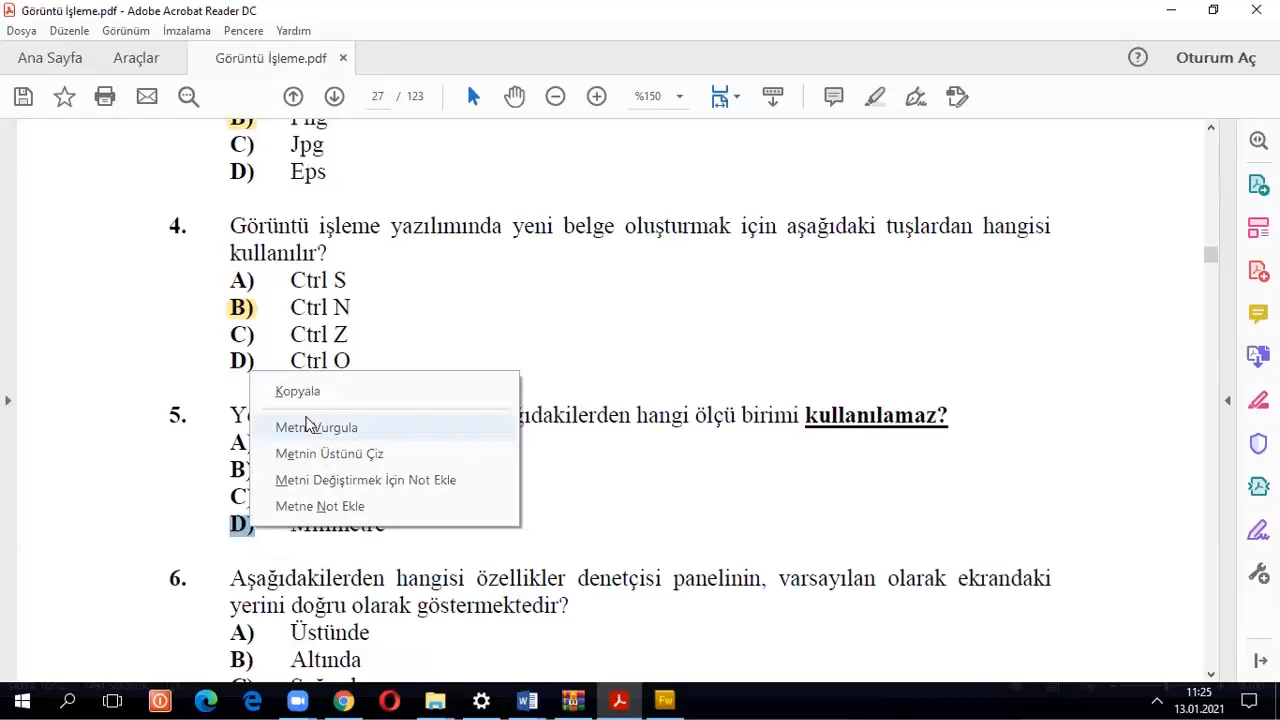 Görüntü İşleme.pdf - Adobe Acrobat Reader DC
Dosya Düzenle Görünüm İmzalama Pencere Yardım
Ana Sayfa Araçlar Görüntü İşleme.pdf × Oturum Aç
27 / 123 %150
B) Png
C) Jpg
D) Eps
4. Görüntü işleme yazılımında yeni belge oluşturmak için aşağıdaki tuşlardan hangisi
kullanılır?
A) Ctrl S
B) Ctrl N
C) Ctrl Z
D) Ctrl O
Kopyala
5. kullanılamaz?
hangi ölçü birimi
Metni Vurgula
A)
Metnin Üstünü Çiz
B)
Metni Değiştirmek İçin Not Ekle
C)
Metne Not Ekle
D) Milimetre
6. Aşağıdakilerden hangisi özellikler denetçisi panelinin, varsayılan olarak ekrandaki
yerini doğru olarak göstermektedir?
A) Üstünde
B) Altında
11:25
13.01.2021